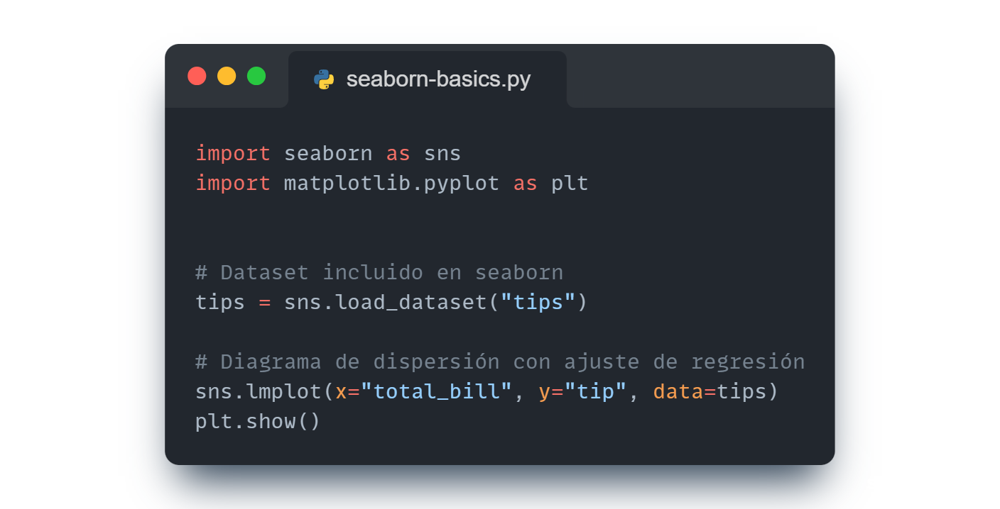 seaborn-basics.py
import seaborn as sns
import matplotlib.pyplot as plt
# Dataset incluido en seaborn
tips = sns.load_dataset("tips")
# Diagrama de dispersión con ajuste de regresión
sns.lmplot(x="total_bill", y="tip", data=tips)
plt.show()